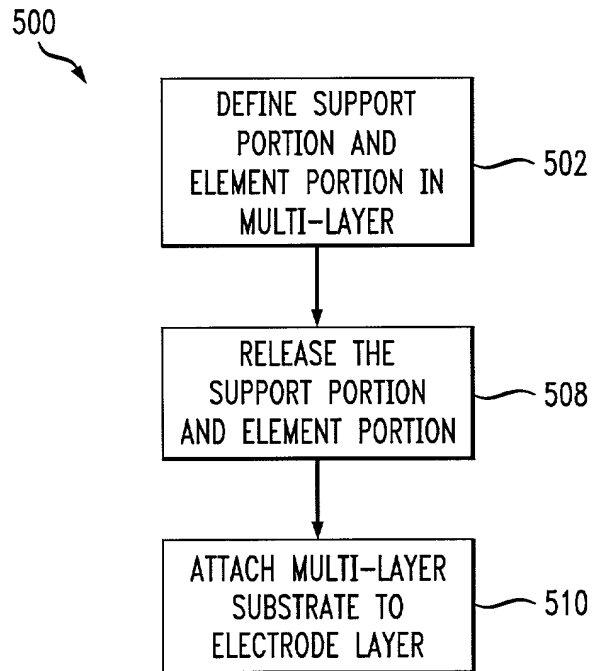 500
DEFINE SUPPORT
PORTION AND
ELEMENT PORTION IN
MULTI-LAYER
502
RELEASE THE
SUPPORT PORTION
AND ELEMENT PORTION
508
ATTACH MULTI-LAYER
SUBSTRATE TO
ELECTRODE LAYER
510